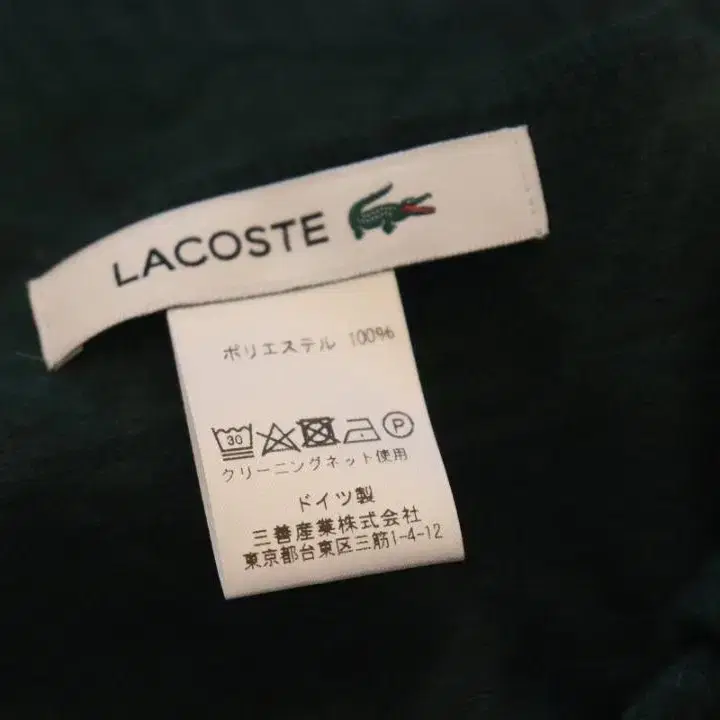 LACOSTE
ポリエステル 100%
30
P
クリーニングネット使用
ドイツ製
三善産業株式会社
東京都台東区三筋1-4-12